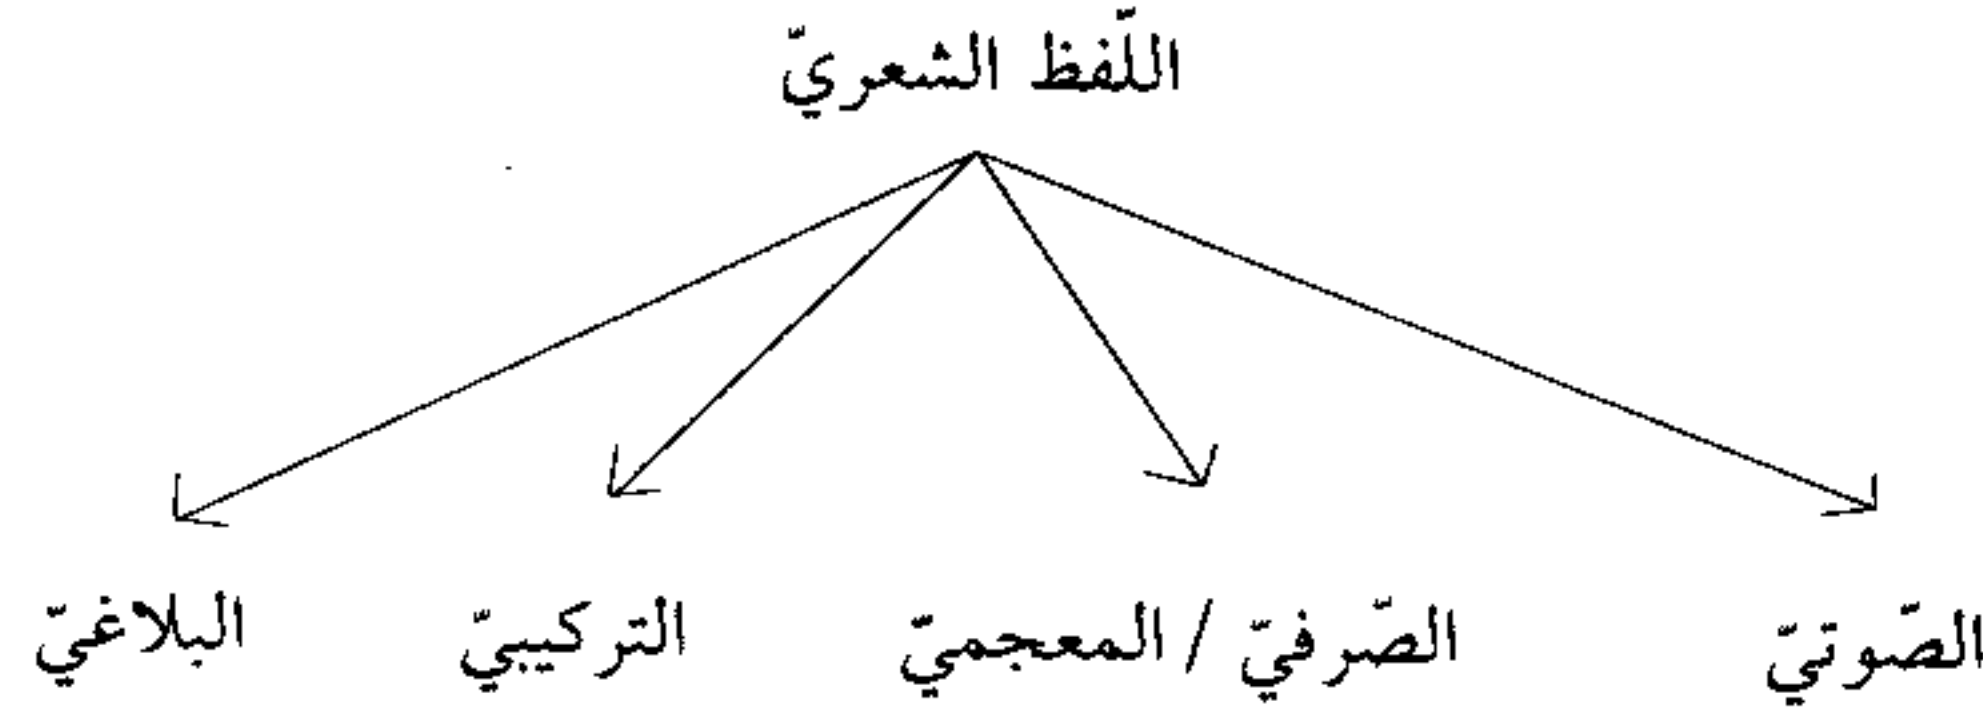 اللّفظ الشعريّ
الصّوتيّ الصّرفيّ / المعجميّ التركيبيّ البلاغيّ